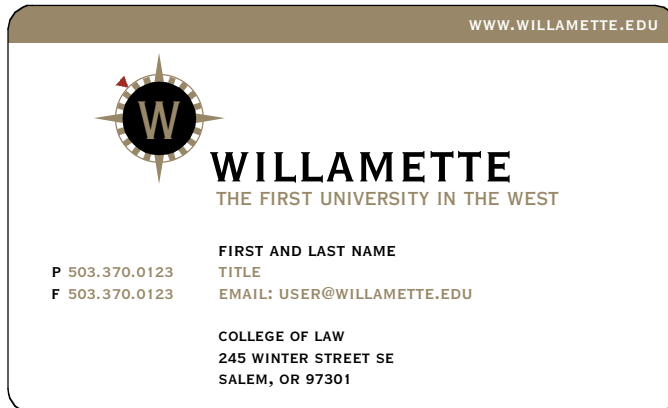 WWW.WILLAMETTE.EDU
W
WILLAMETTE
THE FIRST UNIVERSITY IN THE WEST
FIRST AND LAST NAME
P 503.370.0123 TITLE
F 503.370.0123 EMAIL: USER@WILLAMETTE.EDU
COLLEGE OF LAW
245 WINTER STREET SE
SALEM, OR 97301